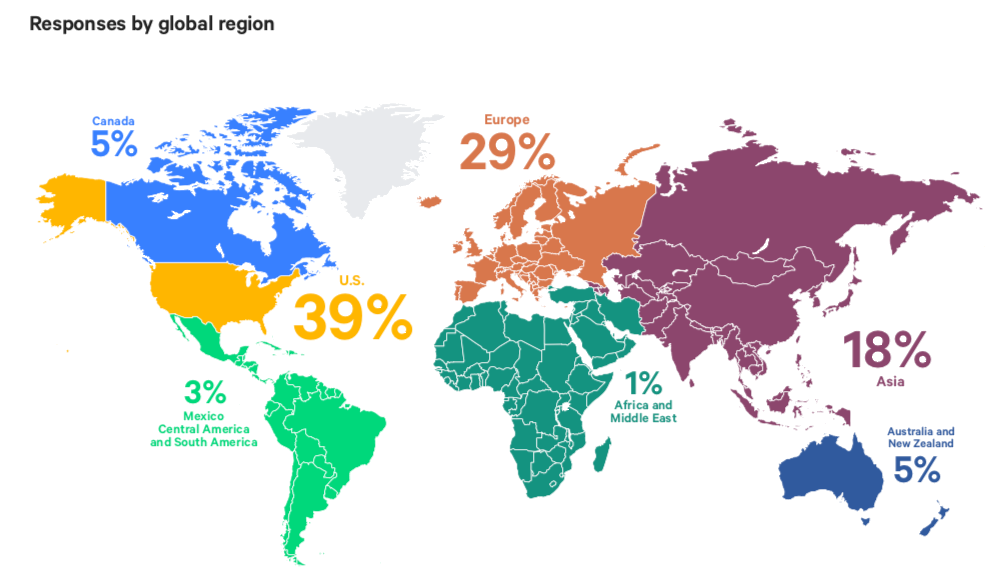 Responses by global region
Canada
5%
Europe
29%
U.S.
39%
18%
Asia
1%
Africa and
Middle East
3%
Mexico
Central America
and South America
Australia and
New Zealand
5%